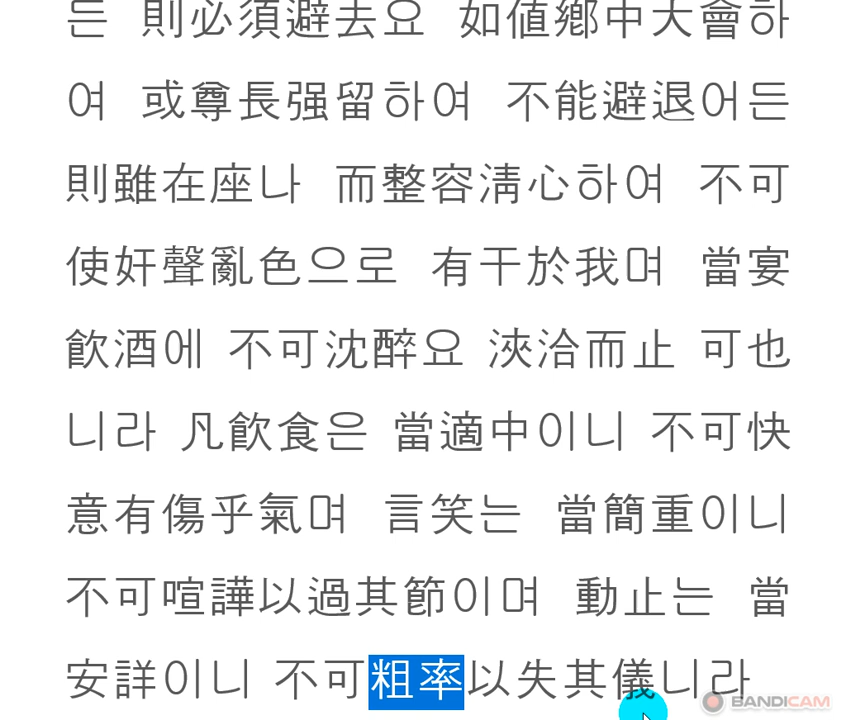 든 則必須避去요 如値鄕中大會하
여 或尊長强留하여 不能避退어든
則雖在座나 而整容淸心하여 不可
使奸聲亂色으로 有干於我며 當宴
飮酒에 不可沈醉요 浹洽而止 可也
니라 凡飮食은 當適中이니 不可快
意有傷乎氣며 言笑는 當簡重이니
不可喧譁以過其節이며 動止는 當
安詳이니 不可粗率以失其儀니라
BANDICAM